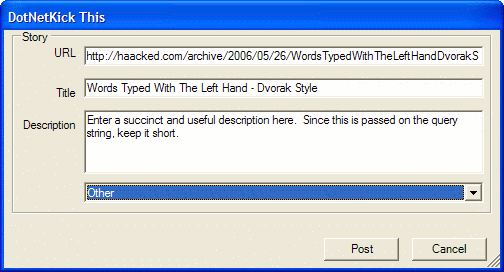 DotNetKick This
Story
URL http://haacked.com/archive/2006/05/26/WordsTypedWithTheLeftHandDvorakS
Title Words Typed With The Left Hand - Dvorak Style
Description Enter a succinct and useful description here.  Since this is passed on the query
string, keep it short.
Other
Post Cancel